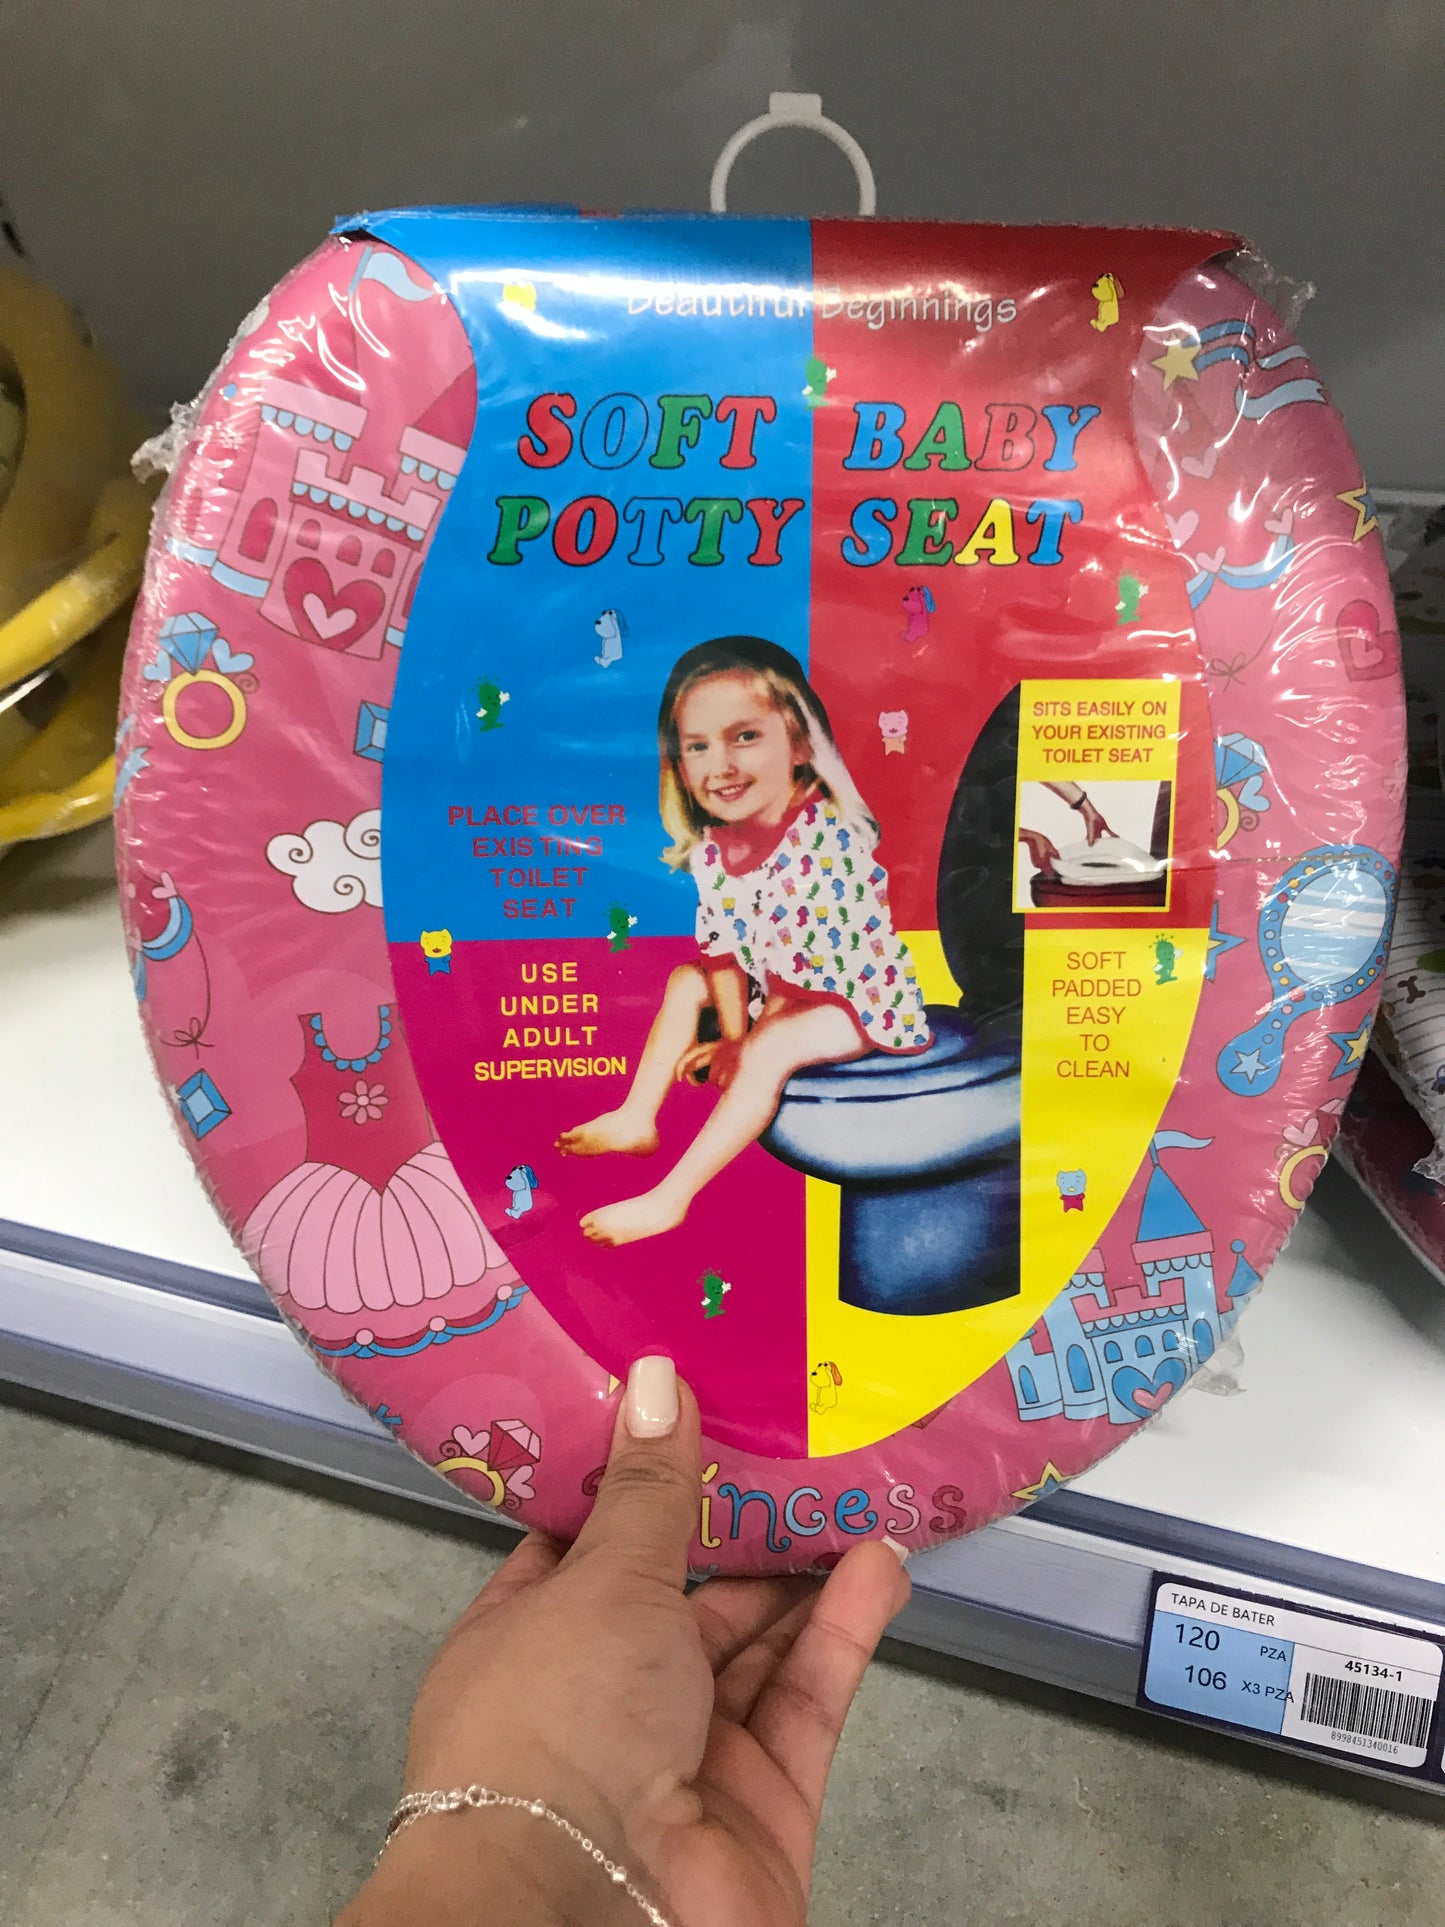 Beautiful Beginnings
SOFT BABY
POTTY SEAT
SITS EASILY ON
YOUR EXISTING
TOILET SEAT
PLACE OVER
EXISTING
TOILET
SEAT
USE
UNDER
ADULT
SUPERVISION
SOFT
PADDED
EASY
TO
CLEAN
incess
TAPA DE BATER
120 PZA
106 X3 PZA
45134-1
8998451340016